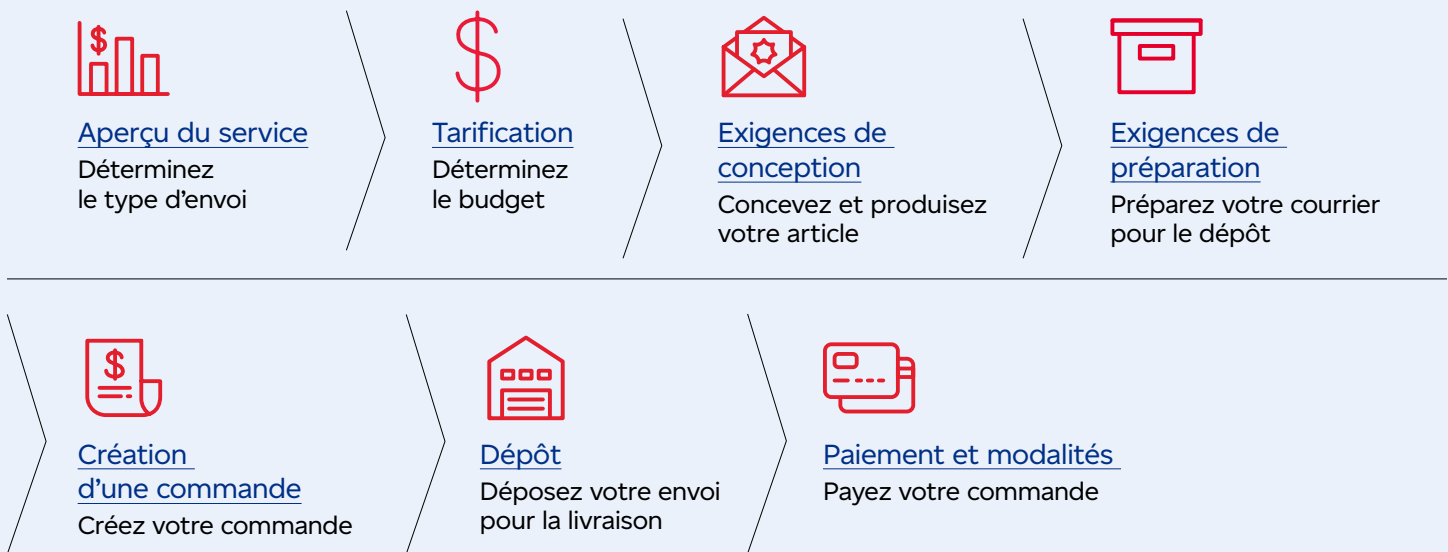 $
Aperçu du service
Déterminez
le type d’envoi
$
Tarification
Déterminez
le budget
Exigences de
conception
Concevez et produisez
votre article
Exigences de
préparation
Préparez votre courrier
pour le dépôt
$
Création
d’une commande
Créez votre commande
Dépôt
Déposez votre envoi
pour la livraison
Paiement et modalités
Payez votre commande